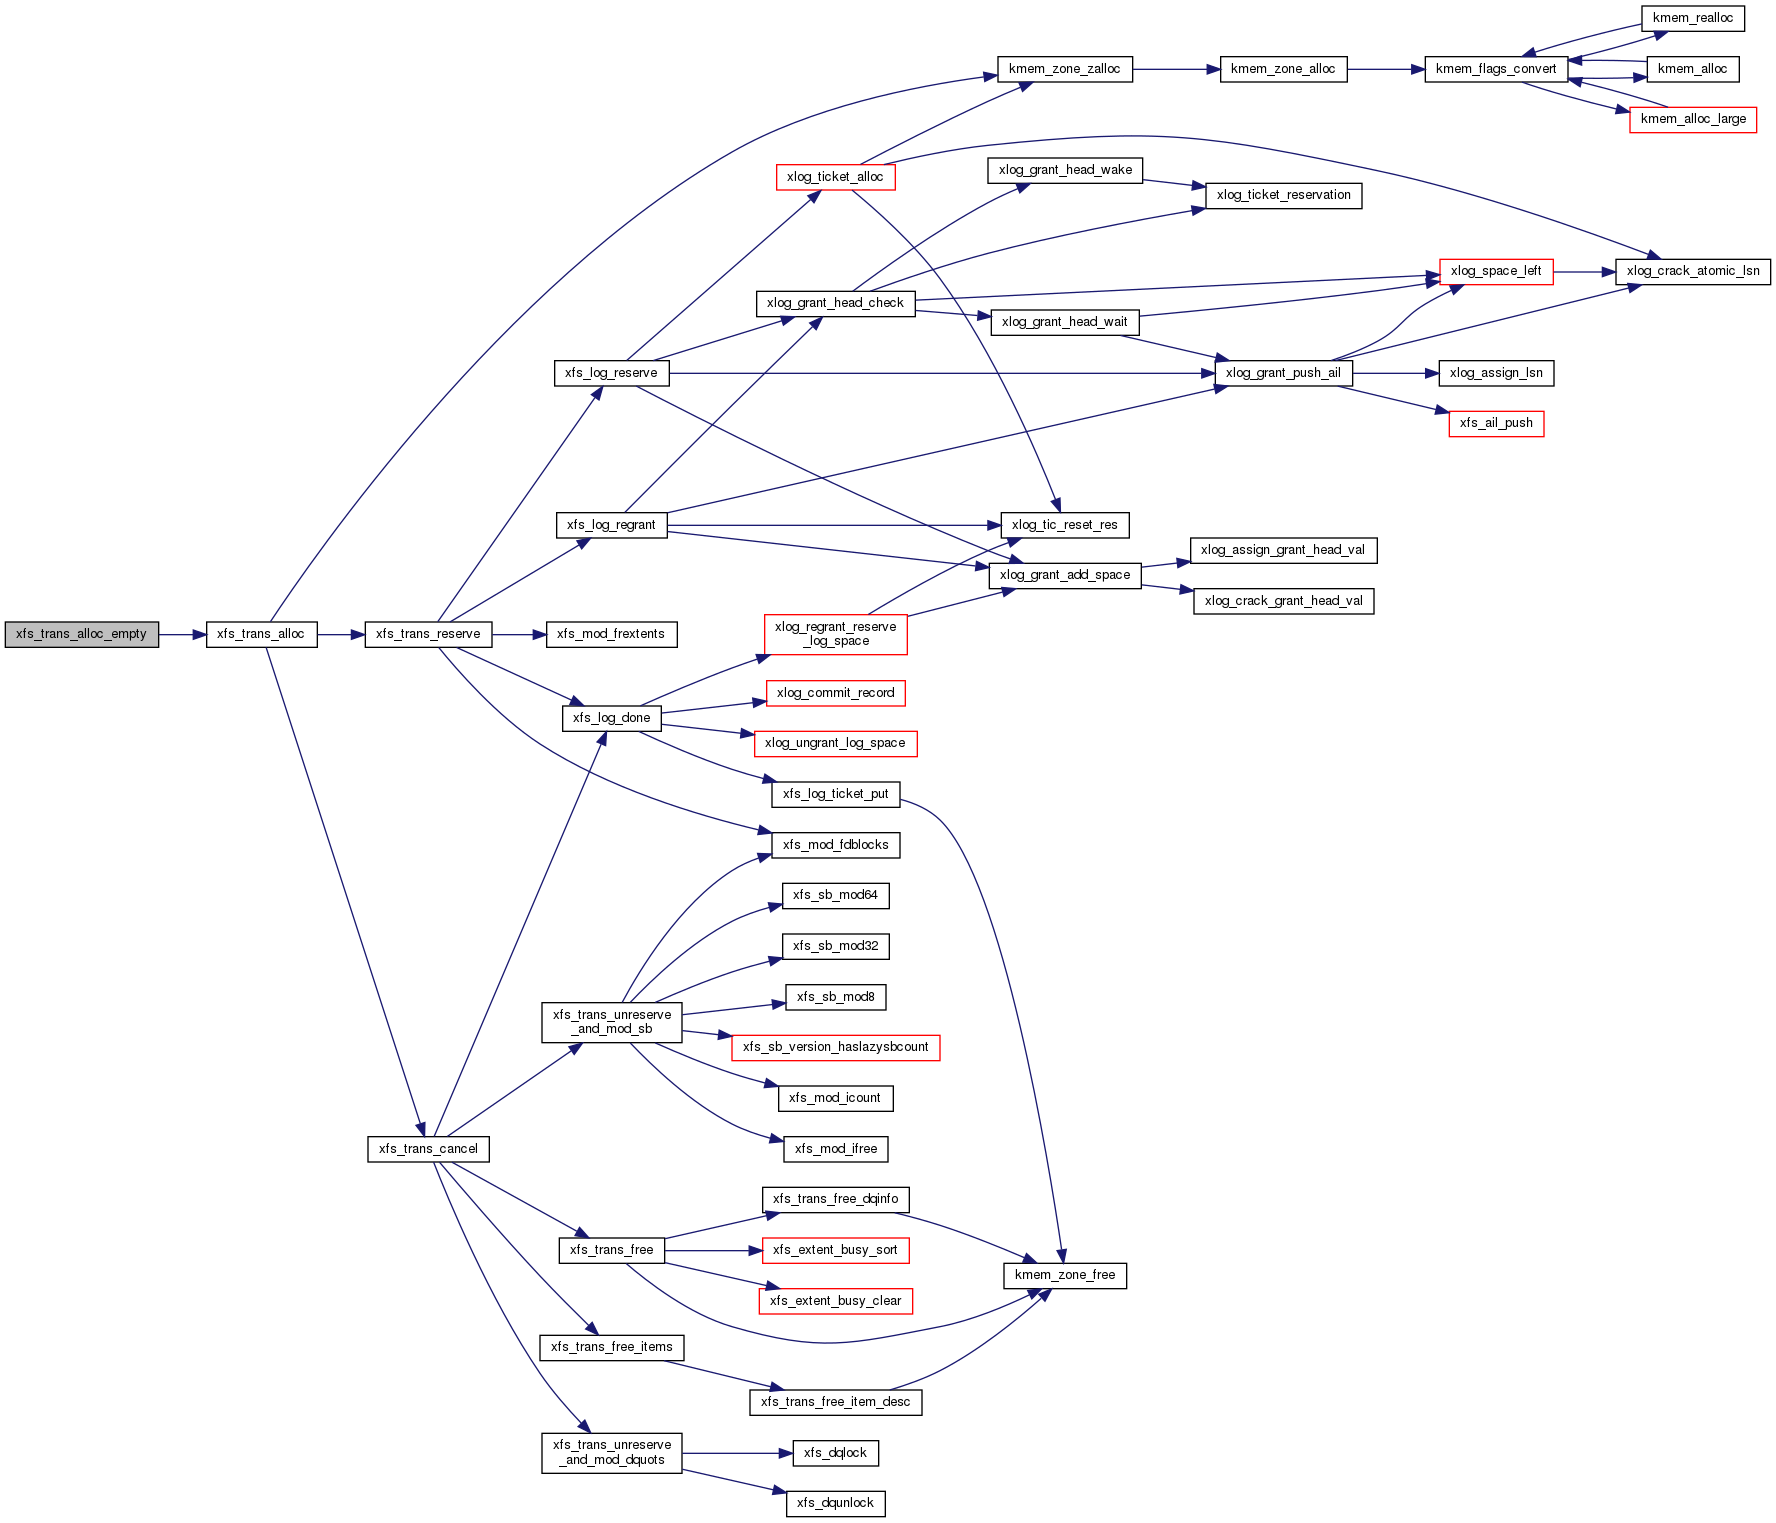 kmem_realloc
kmem_zone_zalloc
kmem_zone_alloc
kmem_flags_convert
kmem_alloc
kmem_alloc_large
xlog_ticket_alloc
xlog_grant_head_wake
xlog_ticket_reservation
xlog_space_left
xlog_crack_atomic_lsn
xlog_grant_head_check
xlog_grant_head_wait
xfs_log_reserve
xlog_grant_push_ail
xlog_assign_lsn
xfs_ail_push
xfs_log_regrant
xlog_tic_reset_res
xlog_assign_grant_head_val
xlog_grant_add_space
xlog_crack_grant_head_val
xfs_trans_alloc_empty
xfs_trans_alloc
xfs_trans_reserve
xfs_mod_frextents
xlog_regrant_reserve
_log_space
xlog_commit_record
xfs_log_done
xlog_ungrant_log_space
xfs_log_ticket_put
xfs_mod_fdblocks
xfs_sb_mod64
xfs_sb_mod32
xfs_sb_mod8
xfs_trans_unreserve
_and_mod_sb
xfs_sb_version_haslazysbcount
xfs_mod_icount
xfs_trans_cancel
xfs_mod_ifree
xfs_trans_free_dqinfo
xfs_trans_free
xfs_extent_busy_sort
kmem_zone_free
xfs_extent_busy_clear
xfs_trans_free_items
xfs_trans_free_item_desc
xfs_trans_unreserve
_and_mod_dquots
xfs_dqlock
xfs_dqunlock